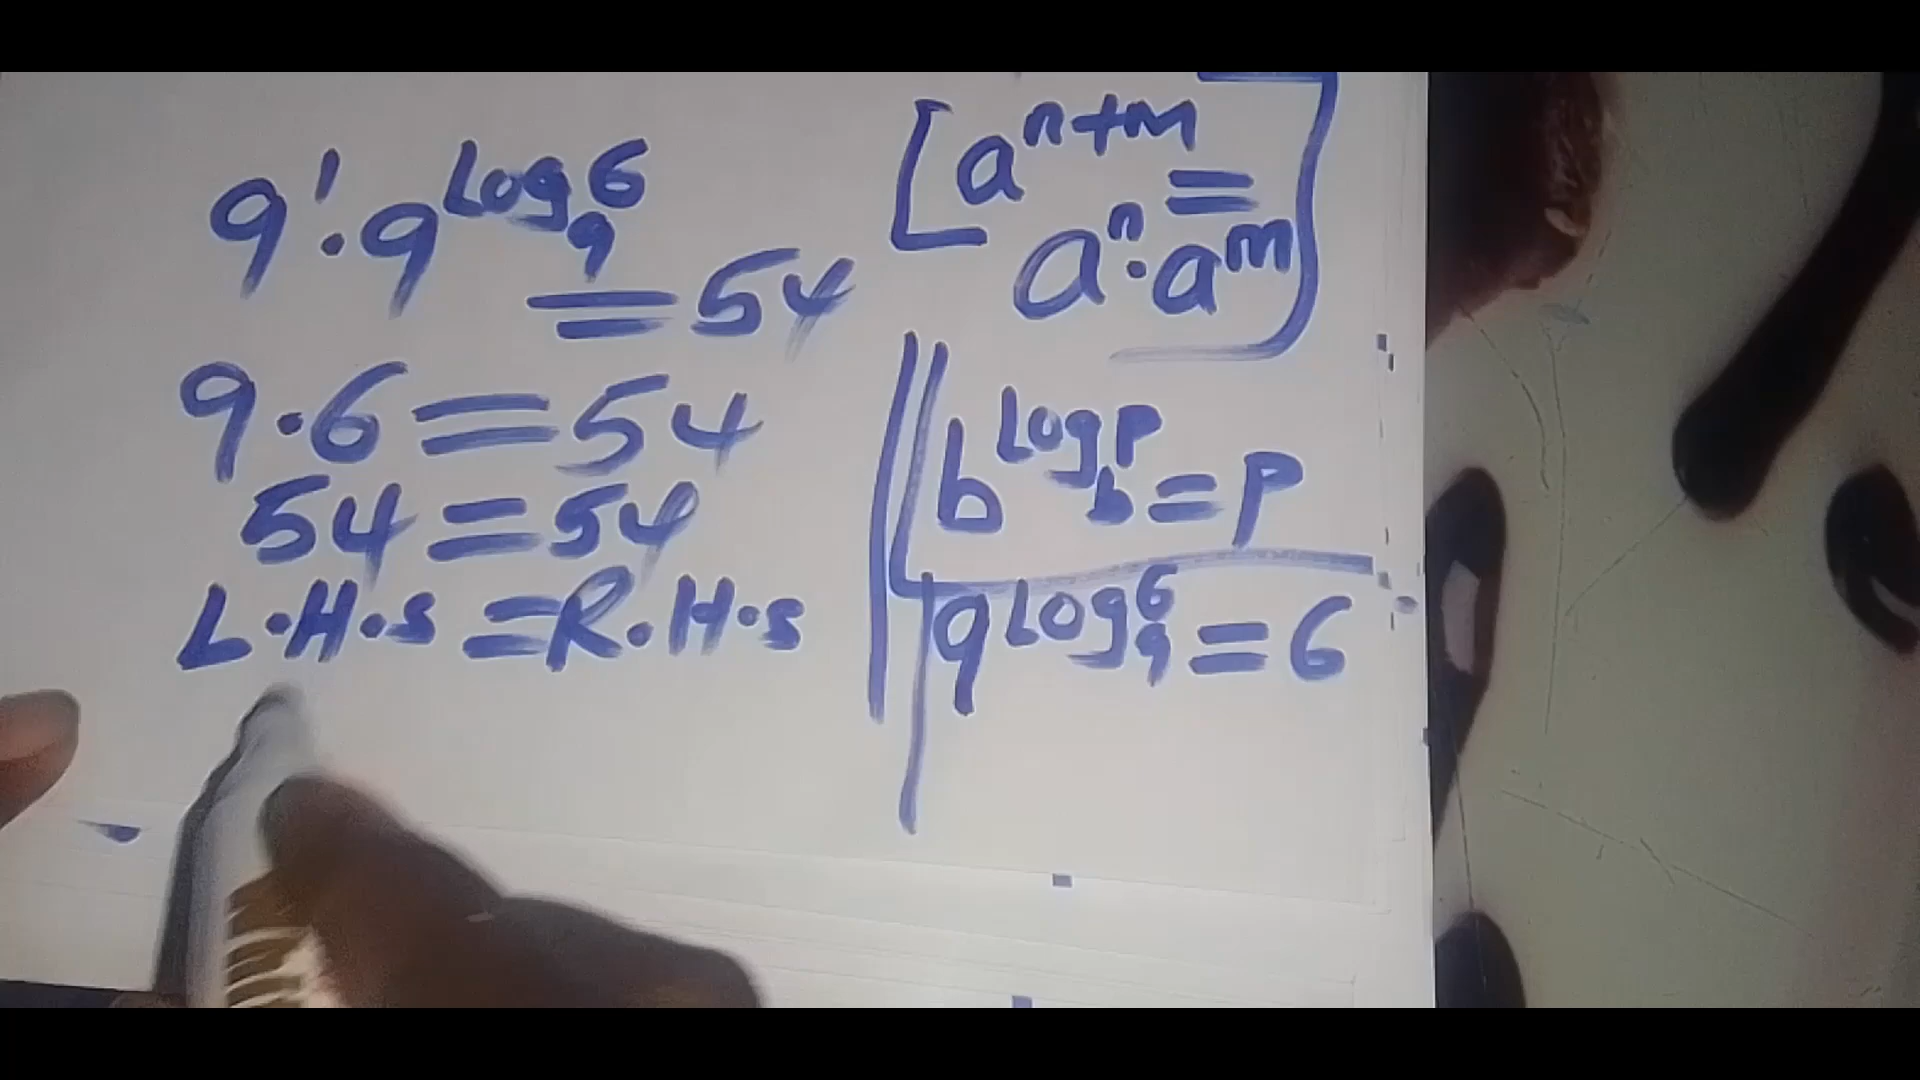 9¹·9^Log₉6
=54
9·6=54
54=54
L.H.S=R.H.S
[a^n+m =
a^n·a^m]
b^Log_b P=P
9^Log₉6=6